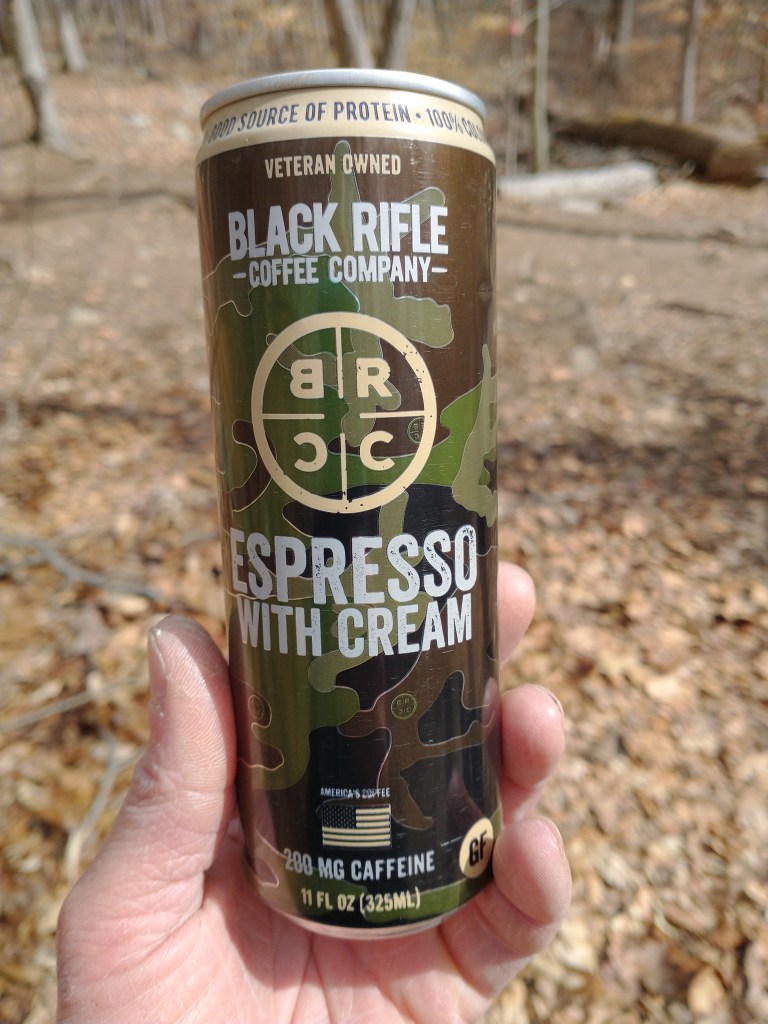 GOOD SOURCE OF PROTEIN • 100%
VETERAN OWNED
BLACK RIFLE
-COFFEE COMPANY-
B R
C C
ESPRESSO
WITH CREAM
AMERICA'S COFFEE
200 MG CAFFEINE
GF
11 FL OZ (325ML)